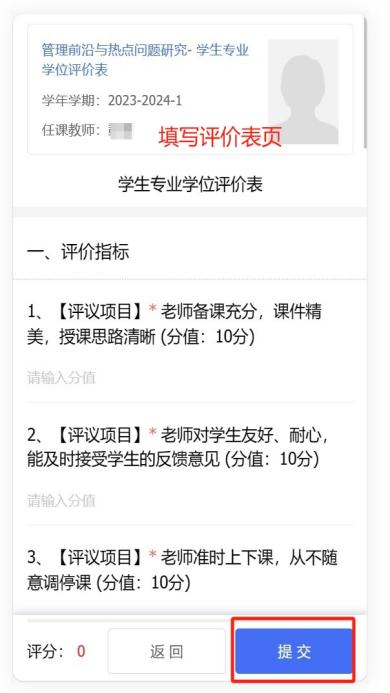 管理前沿与热点问题研究- 学生专业
学位评价表
学年学期：2023-2024-1
任课教师：
填写评价表页
学生专业学位评价表
一、评价指标
1、【评议项目】* 老师备课充分，课件精
美，授课思路清晰 (分值：10分)
请输入分值
2、【评议项目】* 老师对学生友好、耐心，
能及时接受学生的反馈意见 (分值：10分)
请输入分值
3、【评议项目】* 老师准时上下课，从不随
意调停课 (分值：10分)
评分： 0
返 回
提 交